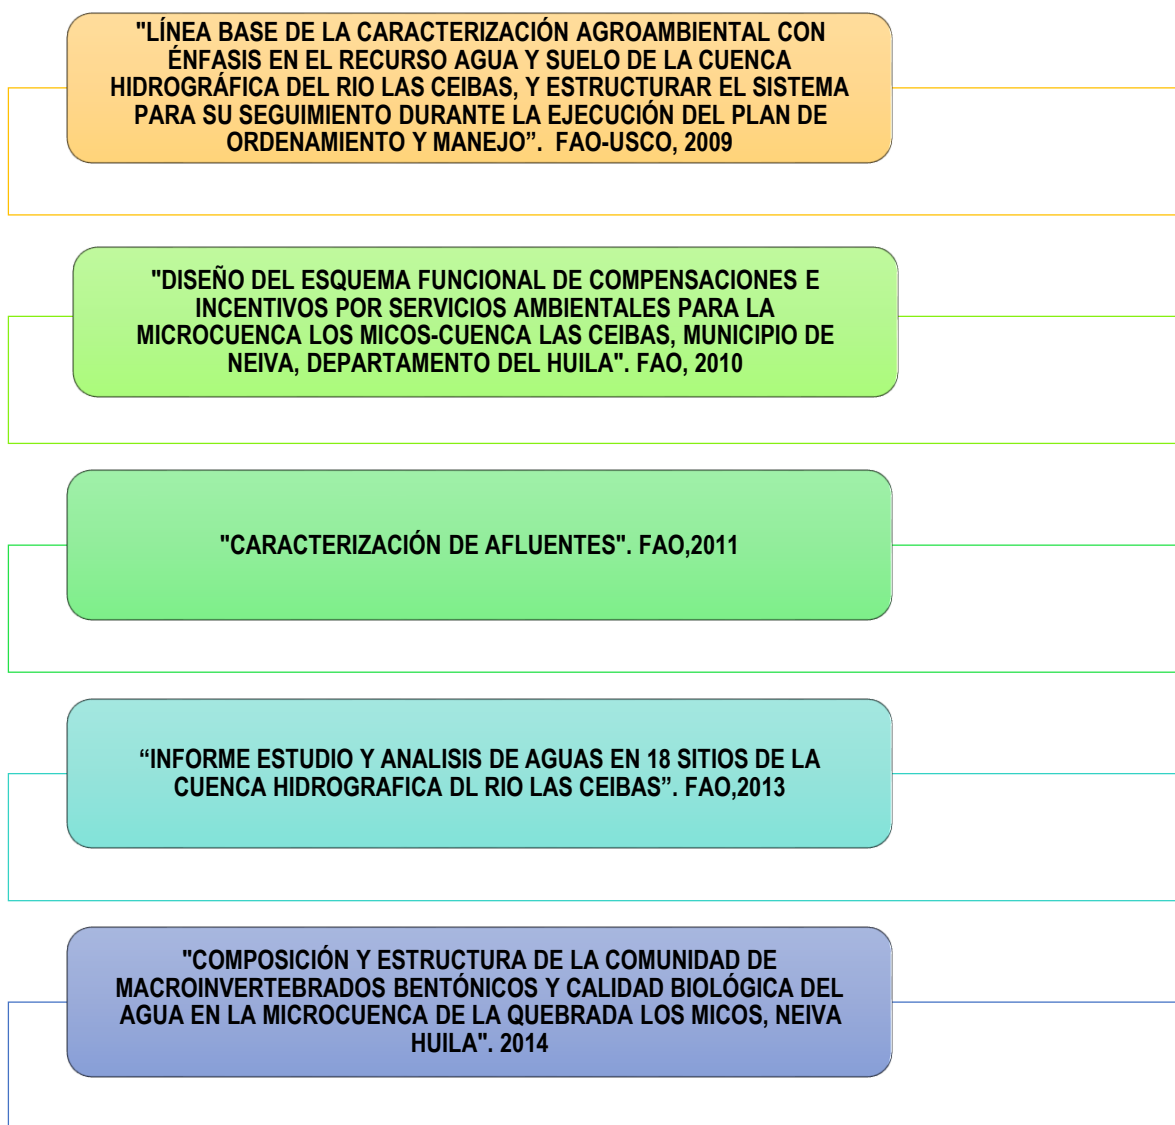 "LÍNEA BASE DE LA CARACTERIZACIÓN AGROAMBIENTAL CON
ÉNFASIS EN EL RECURSO AGUA Y SUELO DE LA CUENCA
HIDROGRÁFICA DEL RIO LAS CEIBAS, Y ESTRUCTURAR EL SISTEMA
PARA SU SEGUIMIENTO DURANTE LA EJECUCIÓN DEL PLAN DE
ORDENAMIENTO Y MANEJO”. FAO-USCO, 2009
"DISEÑO DEL ESQUEMA FUNCIONAL DE COMPENSACIONES E
INCENTIVOS POR SERVICIOS AMBIENTALES PARA LA
MICROCUENCA LOS MICOS-CUENCA LAS CEIBAS, MUNICIPIO DE
NEIVA, DEPARTAMENTO DEL HUILA". FAO, 2010
"CARACTERIZACIÓN DE AFLUENTES". FAO,2011
“INFORME ESTUDIO Y ANALISIS DE AGUAS EN 18 SITIOS DE LA
CUENCA HIDROGRAFICA DL RIO LAS CEIBAS”. FAO,2013
"COMPOSICIÓN Y ESTRUCTURA DE LA COMUNIDAD DE
MACROINVERTEBRADOS BENTÓNICOS Y CALIDAD BIOLÓGICA DEL
AGUA EN LA MICROCUENCA DE LA QUEBRADA LOS MICOS, NEIVA
HUILA". 2014